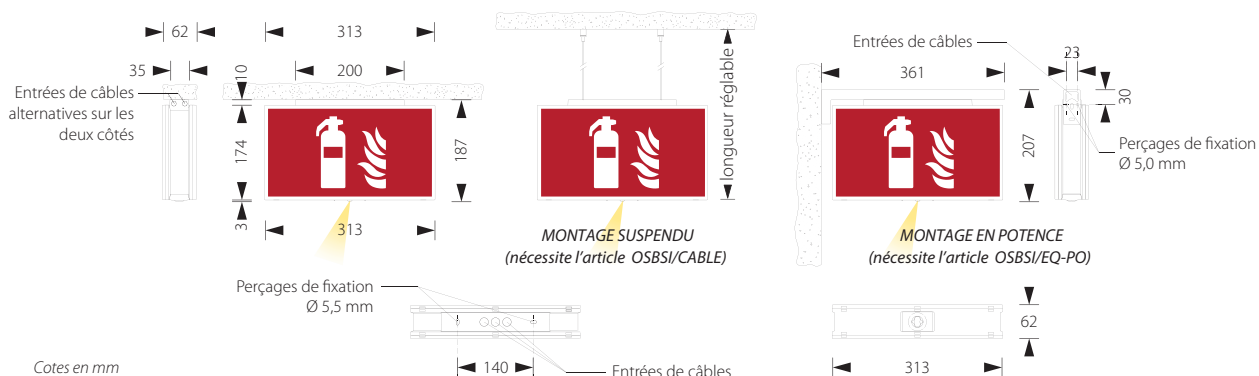 62
313
35
10
200
Entrées de câbles
alternatives sur les
deux côtés
174
187
3
313
longueur réglable
MONTAGE SUSPENDU
(nécessite l'article OSBSI/CABLE)
Entrées de câbles
23
361
30
207
Perçages de fixation
Ø 5,0 mm
MONTAGE EN POTENCE
(nécessite l'article OSBSI/EQ-PO)
Perçages de fixation
Ø 5,5 mm
62
Cotes en mm
140
Entrées de câbles
313